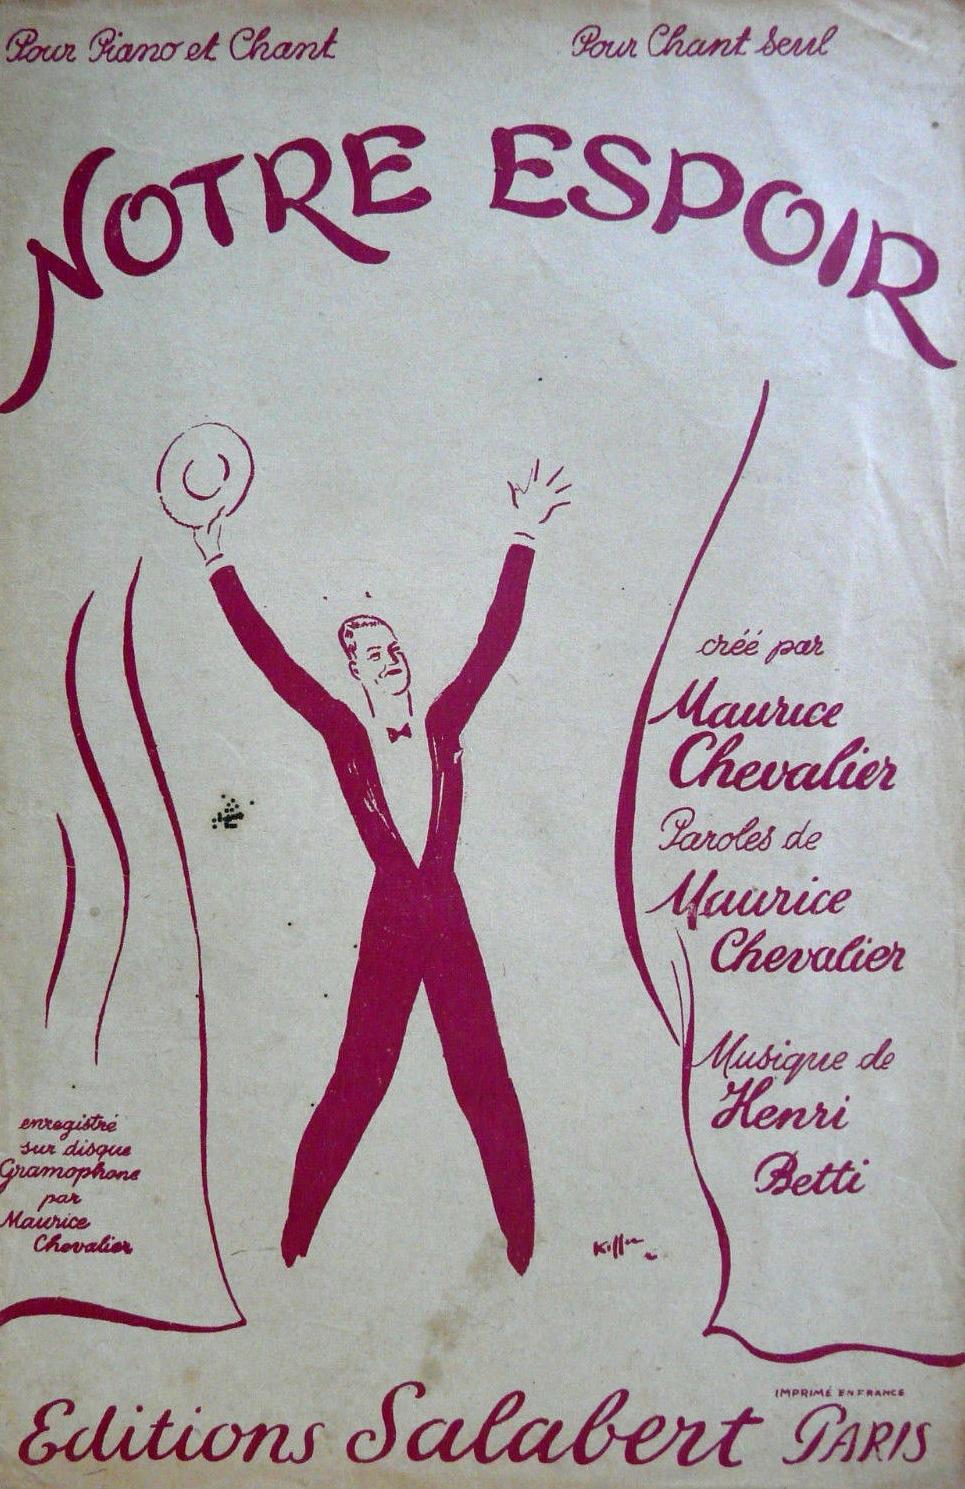 Pour Piano et Chant
Pour Chant Seul
NOTRE ESPOIR
créé par
Maurice
Chevalier
Paroles de
Maurice
Chevalier
Musique de
Henri
Betti
enregistré
sur disque
Gramophone
par
Maurice
Chevalier
IMPRIMÉ EN FRANCE
Editions Salabert PARIS